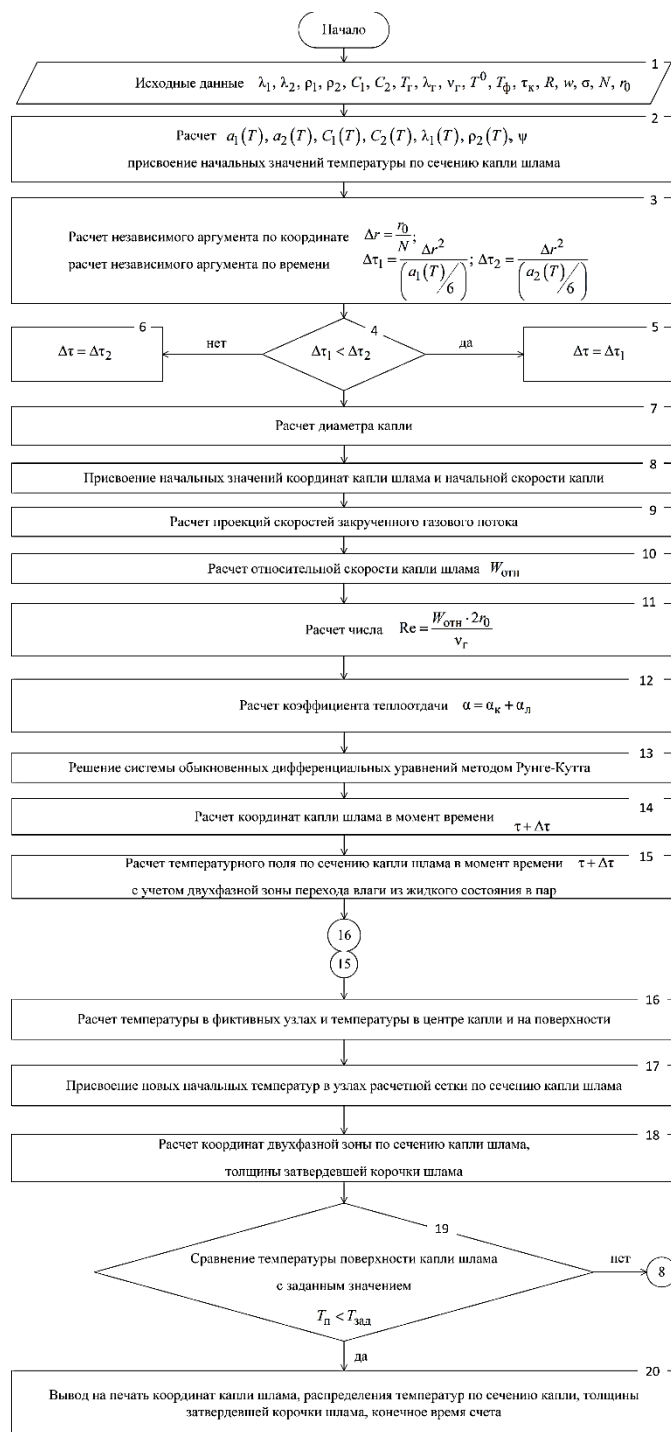 Начало
1
Исходные данные λ₁, λ₂, ρ₁, ρ₂, C₁, C₂, Tг, λг, νг, T⁰, Tф, τк, R, w, σ, N, r₀
2
Расчет a₁(T), a₂(T), C₁(T), C₂(T), λ₁(T), ρ₂(T), ψ
присвоение начальных значений температуры по сечению капли шлама
3
Расчет независимого аргумента по координате Δr = r₀/N;
расчет независимого аргумента по времени Δτ₁ = Δr²/(a₁(T)/6); Δτ₂ = Δr²/(a₂(T)/6)
6
4
5
Δτ = Δτ₂
нет
Δτ₁ < Δτ₂
да
Δτ = Δτ₁
7
Расчет диаметра капли
8
Присвоение начальных значений координат капли шлама и начальной скорости капли
9
Расчет проекций скоростей закрученного газового потока
10
Расчет относительной скорости капли шлама Wотн
11
Расчет числа Re = Wотн · 2r₀/νг
12
Расчет коэффициента теплоотдачи α = αк + αл
13
Решение системы обыкновенных дифференциальных уравнений методом Рунге-Кутта
14
Расчет координат капли шлама в момент времени τ + Δτ
15
Расчет температурного поля по сечению капли шлама в момент времени τ + Δτ
с учетом двухфазной зоны перехода влаги из жидкого состояния в пар
16
15
16
Расчет температуры в фиктивных узлах и температуры в центре капли и на поверхности
17
Присвоение новых начальных температур в узлах расчетной сетки по сечению капли шлама
18
Расчет координат двухфазной зоны по сечению капли шлама,
толщины затвердевшей корочки шлама
19
Сравнение температуры поверхности капли шлама
с заданным значением
Tп < Tзад
нет
8
да
20
Вывод на печать координат капли шлама, распределения температур по сечению капли, толщины
затвердевшей корочки шлама, конечное время счета